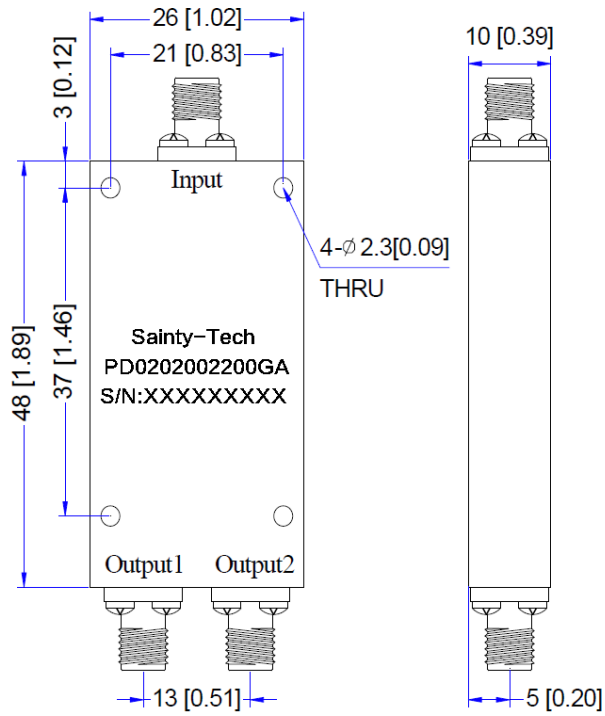 26 [1.02]
21 [0.83]
10 [0.39]
3 [0.12]
Input
4-⌀ 2.3[0.09]
THRU
48 [1.89]
37 [1.46]
Sainty-Tech
PD0202002200GA
S/N:XXXXXXXXX
Output1 Output2
13 [0.51]
5 [0.20]